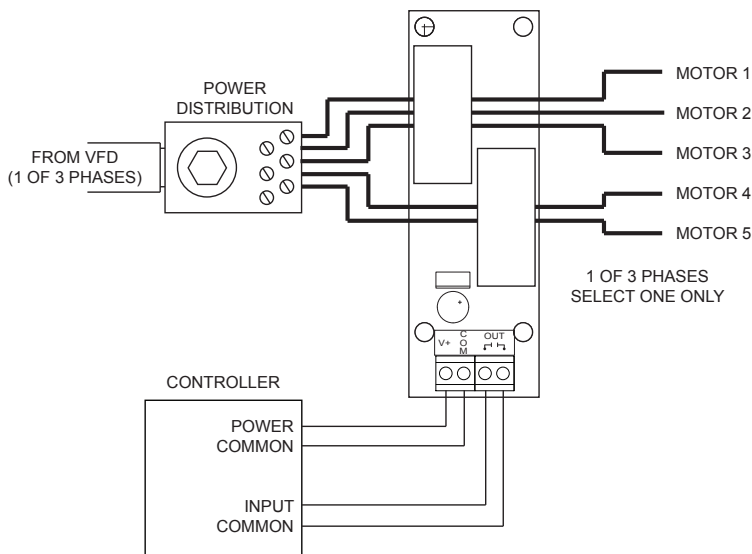 POWER
DISTRIBUTION
FROM VFD
(1 OF 3 PHASES)
MOTOR 1
MOTOR 2
MOTOR 3
MOTOR 4
MOTOR 5
1 OF 3 PHASES
SELECT ONE ONLY
+
V+
COM
OUT
CONTROLLER
POWER
COMMON
INPUT
COMMON